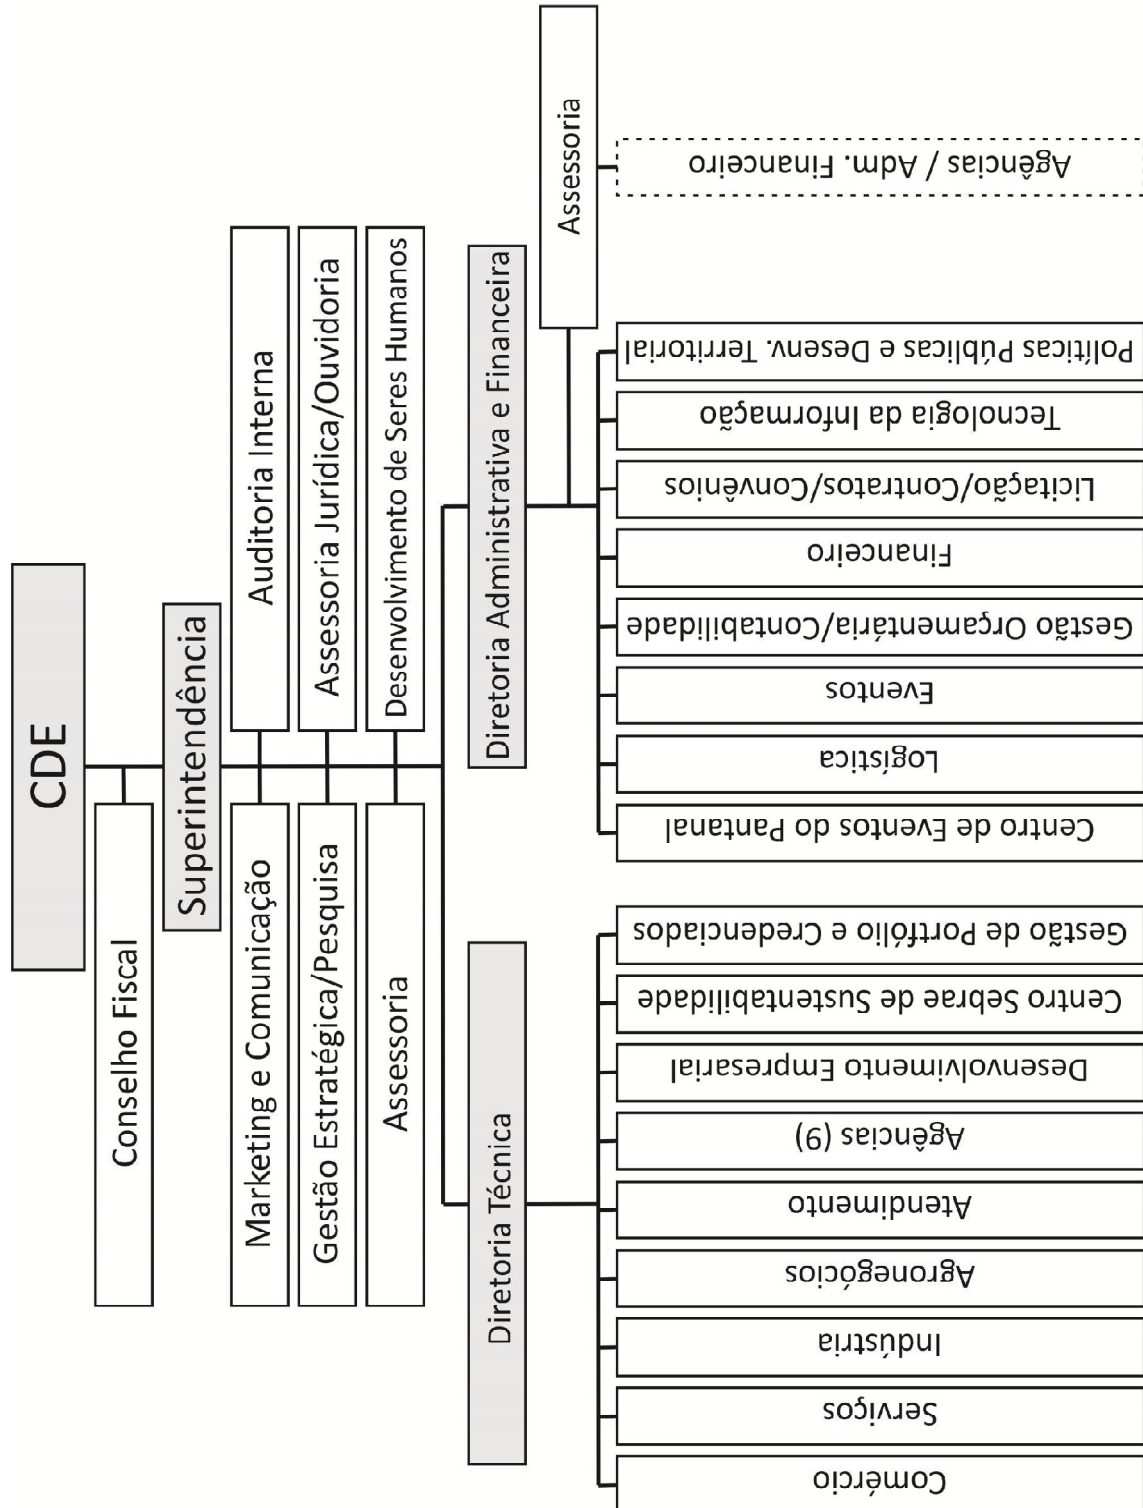 CDE
Conselho Fiscal
Superintendência
Marketing e Comunicação
Auditoria Interna
Gestão Estratégica/Pesquisa
Assessoria Jurídica/Ouvidoria
Assessoria
Desenvolvimento de Seres Humanos
Diretoria Técnica
Diretoria Administrativa e Financeira
Assessoria
Comércio
Serviços
Indústria
Agronegócios
Atendimento
Agências (9)
Desenvolvimento Empresarial
Centro Sebrae de Sustentabilidade
Gestão de Portfólio e Credenciados
Centro de Eventos do Pantanal
Logística
Eventos
Gestão Orçamentária/Contabilidade
Financeiro
Licitação/Contratos/Convênios
Tecnologia da Informação
Políticas Públicas e Desenv. Territorial
Agências / Adm. Financeiro